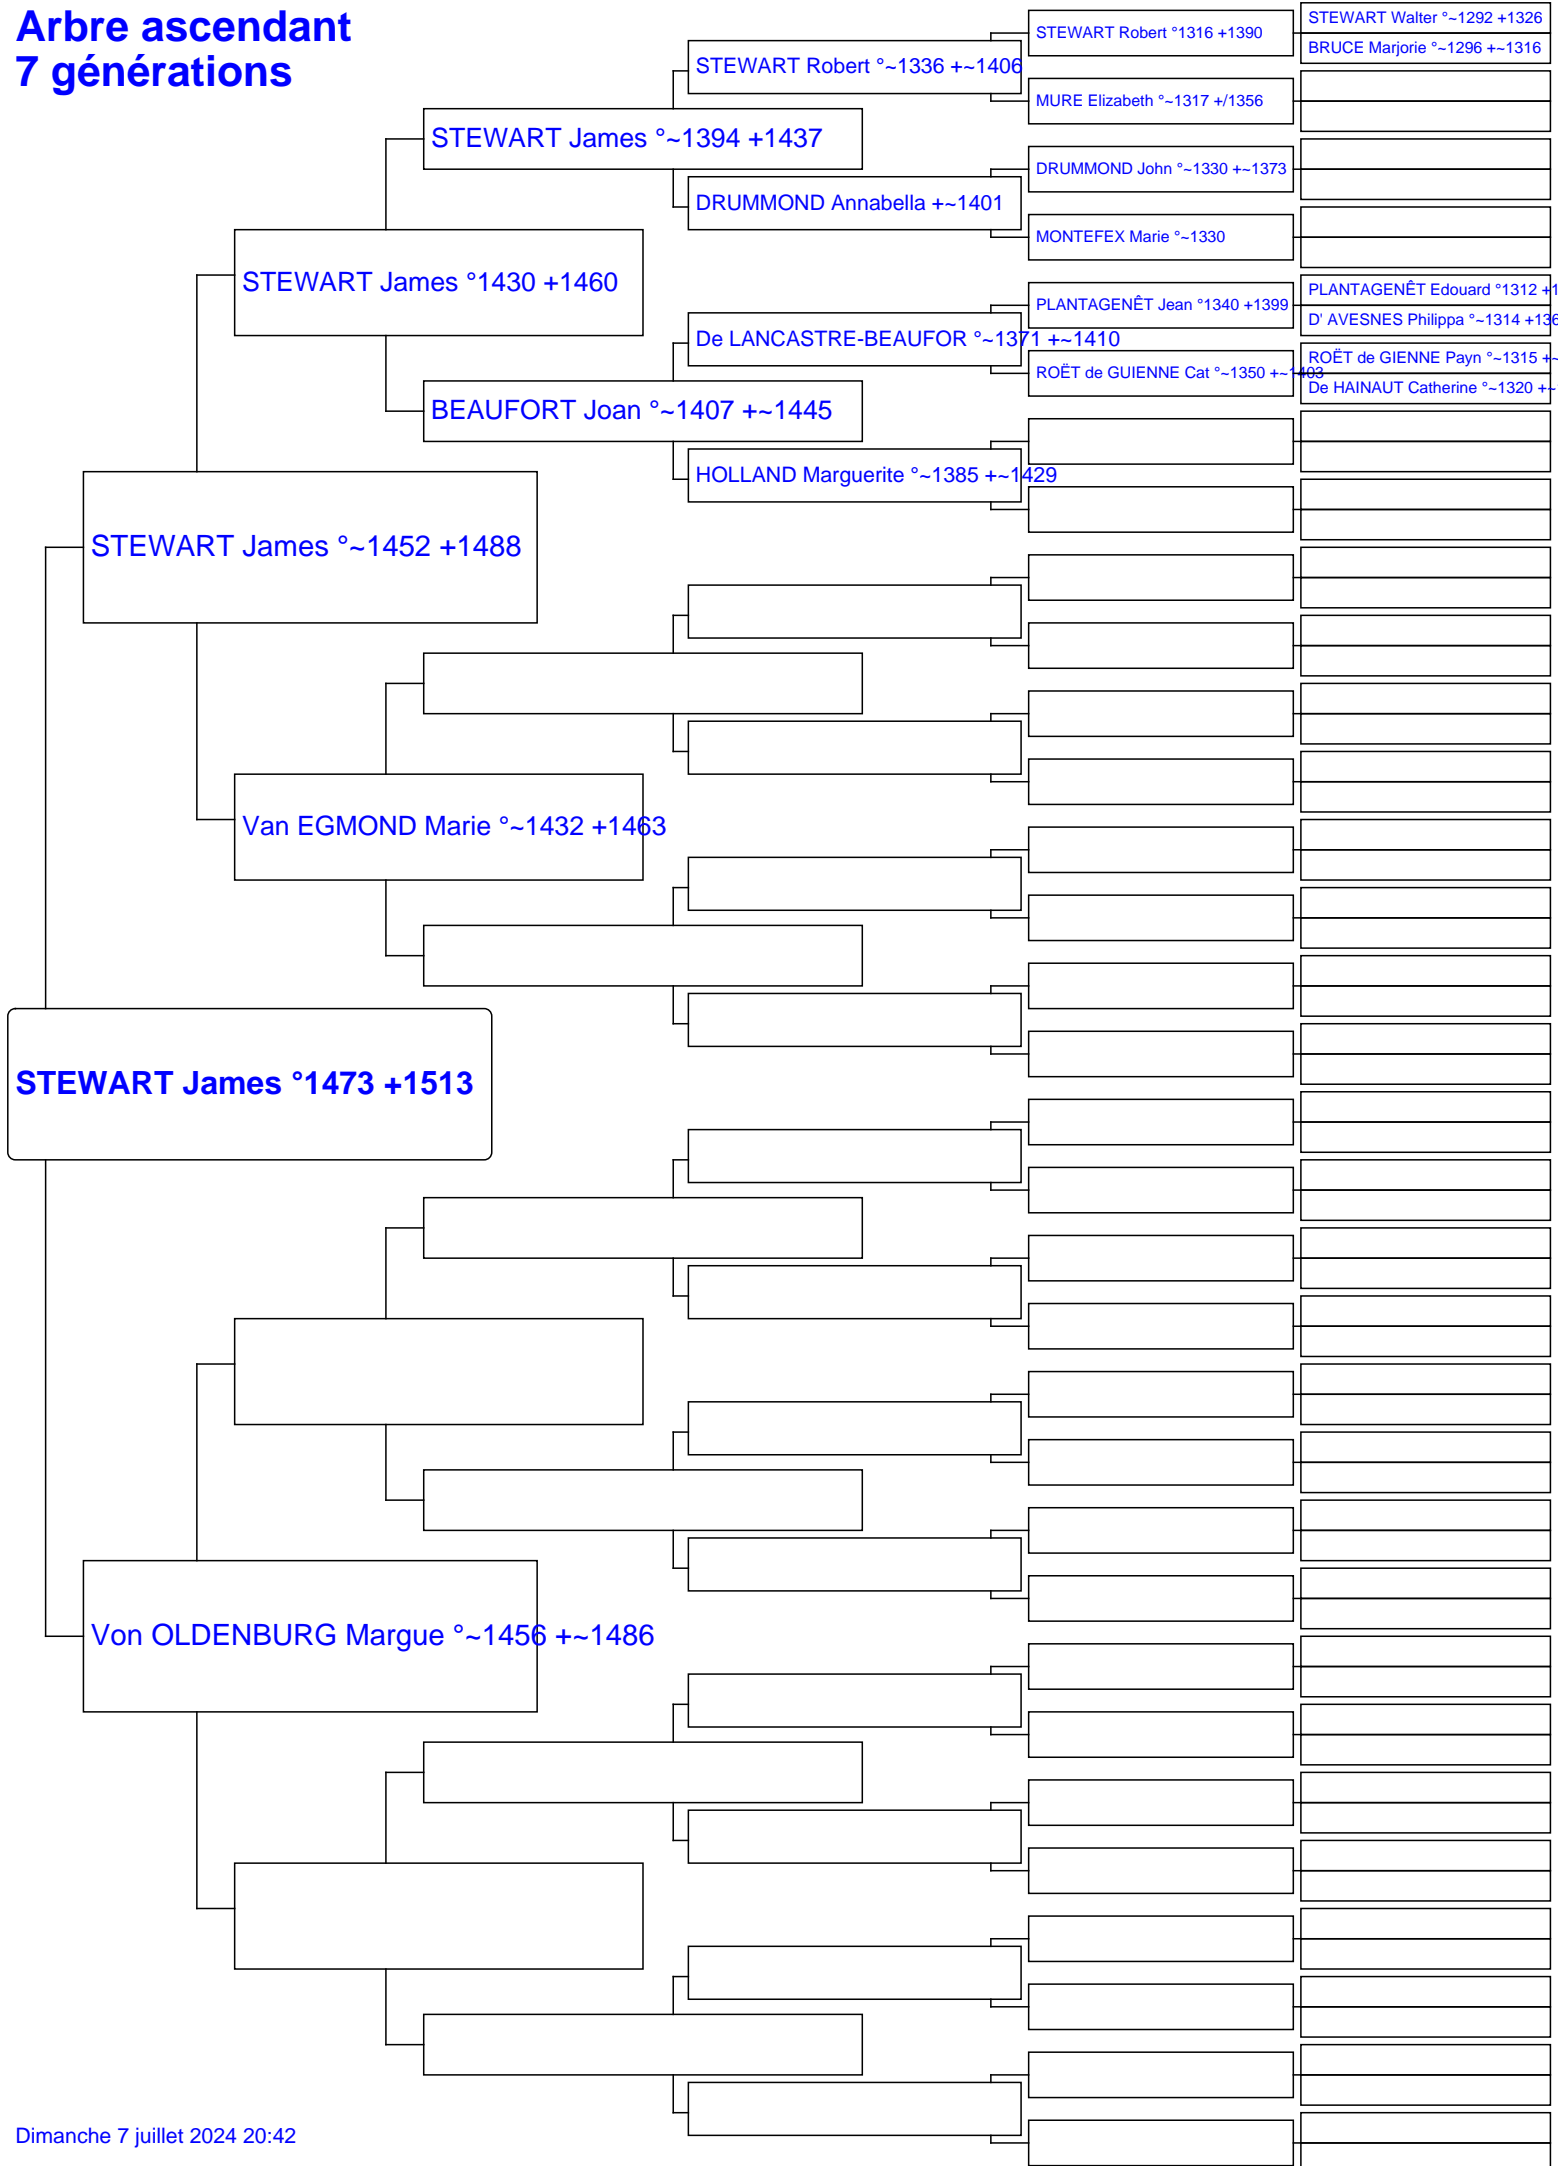 Arbre ascendant
7 générations
STEWART Robert °1316 +1390
STEWART Walter °~1292 +1326
BRUCE Marjorie °~1296 +~1316
STEWART Robert °~1336 +~1406
MURE Elizabeth °~1317 +/1356
STEWART James °~1394 +1437
DRUMMOND John °~1330 +~1373
DRUMMOND Annabella +~1401
MONTEFEX Marie °~1330
STEWART James °1430 +1460
PLANTAGENÊT Jean °1340 +1399
PLANTAGENÊT Edouard °1312 +1
D' AVESNES Philippa °~1314 +136
De LANCASTRE-BEAUFOR °~1371 +~1410
ROËT de GUIENNE Cat °~1350 +~1403
ROËT de GIENNE Payn °~1315 +~
De HAINAUT Catherine °~1320 +~
BEAUFORT Joan °~1407 +~1445
HOLLAND Marguerite °~1385 +~1429
STEWART James °~1452 +1488
Van EGMOND Marie °~1432 +1463
STEWART James °1473 +1513
Von OLDENBURG Margue °~1456 +~1486
Dimanche 7 juillet 2024 20:42